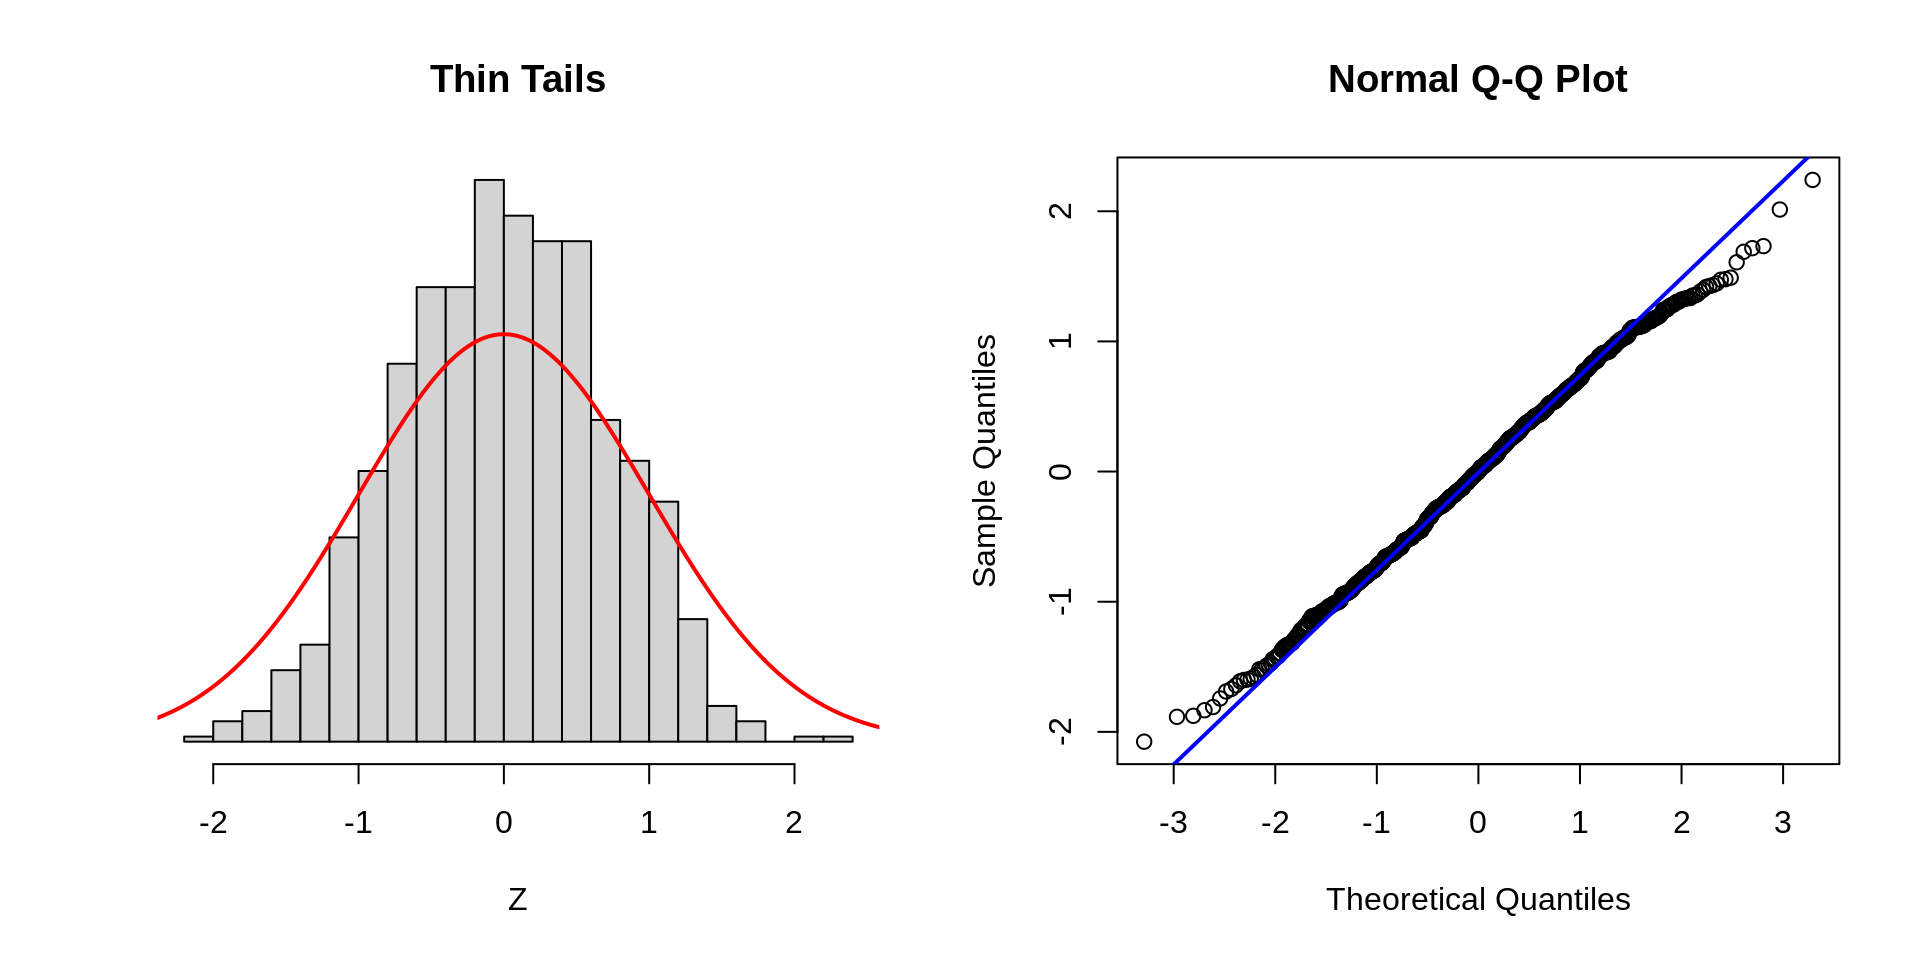 Thin Tails
-2 -1 0 1 2
Z
Normal Q-Q Plot
Sample Quantiles
2
1
0
-1
-2
-3 -2 -1 0 1 2 3
Theoretical Quantiles